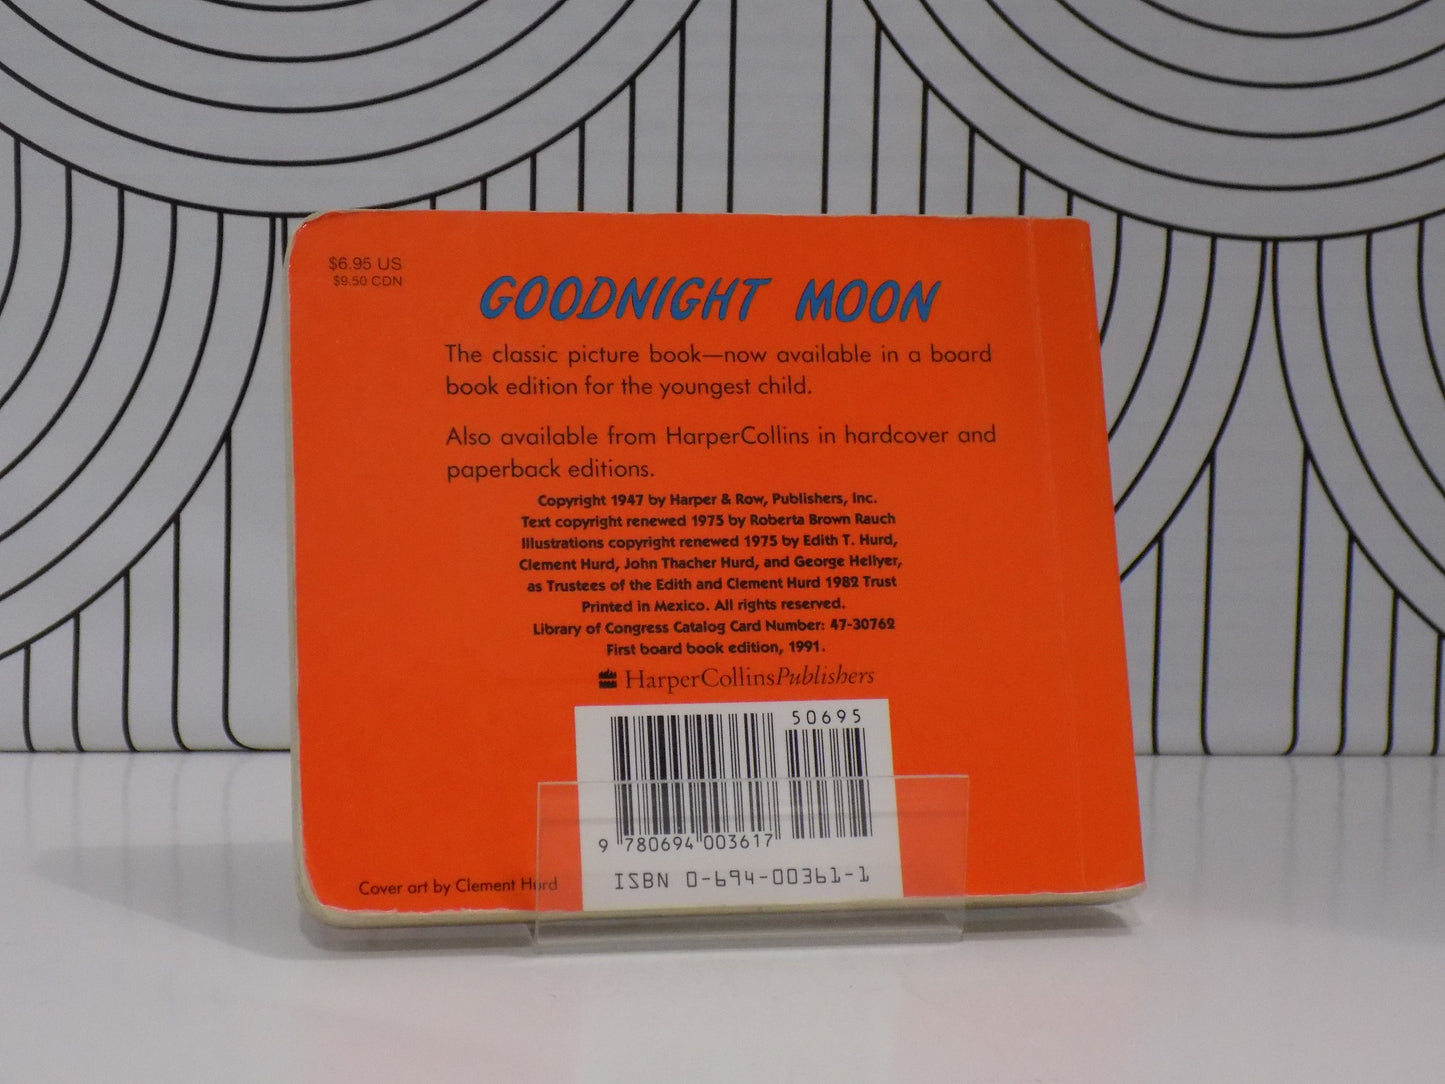 $6.95 US
$9.50 CDN
GOODNIGHT MOON
The classic picture book—now available in a board
book edition for the youngest child.
Also available from HarperCollins in hardcover and
paperback editions.
Copyright 1947 by Harper & Row, Publishers, Inc.
Text copyright renewed 1975 by Roberta Brown Rauch
Illustrations copyright renewed 1975 by Edith T. Hurd,
Clement Hurd, John Thacher Hurd, and George Hellyer,
as Trustees of the Edith and Clement Hurd 1982 Trust
Printed in Mexico. All rights reserved.
Library of Congress Catalog Card Number: 47-30762
First board book edition, 1991.
HarperCollinsPublishers
50695
9 780694 003617
ISBN 0-694-00361-1
Cover art by Clement Hurd